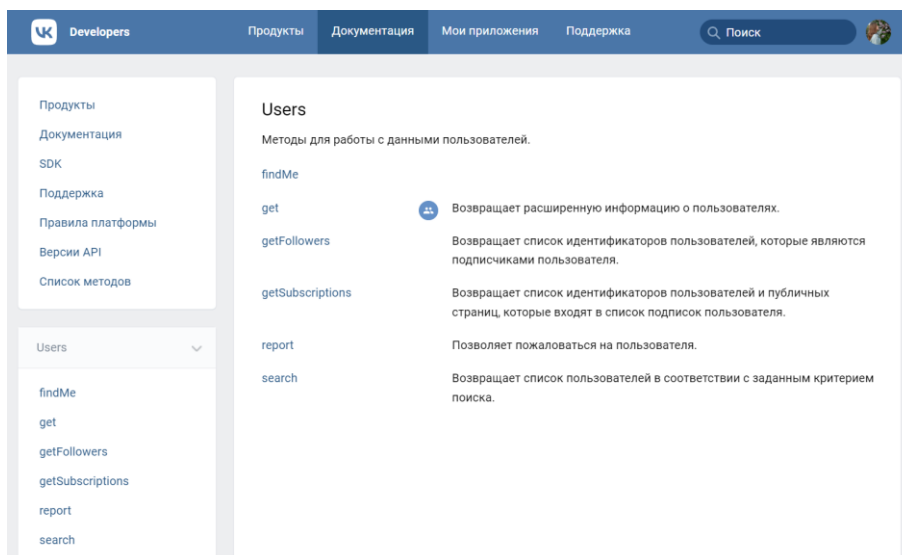 VK Developers Продукты Документация Мои приложения Поддержка Поиск
Продукты
Документация
SDK
Поддержка
Правила платформы
Версии API
Список методов
Users
findMe
get
getFollowers
getSubscriptions
report
search
Users
Методы для работы с данными пользователей.
findMe
get Возвращает расширенную информацию о пользователях.
getFollowers Возвращает список идентификаторов пользователей, которые являются
подписчиками пользователя.
getSubscriptions Возвращает список идентификаторов пользователей и публичных
страниц, которые входят в список подписок пользователя.
report Позволяет пожаловаться на пользователя.
search Возвращает список пользователей в соответствии с заданным критерием
поиска.